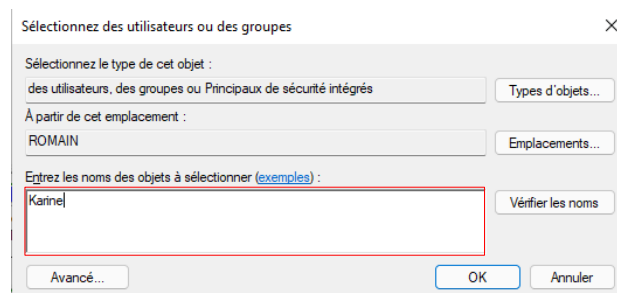 Sélectionnez des utilisateurs ou des groupes
Sélectionnez le type de cet objet :
des utilisateurs, des groupes ou Principaux de sécurité intégrés
Types d'objets...
À partir de cet emplacement :
ROMAIN
Emplacements...
Entrez les noms des objets à sélectionner (exemples) :
Karine
Vérifier les noms
Avancé...
OK
Annuler